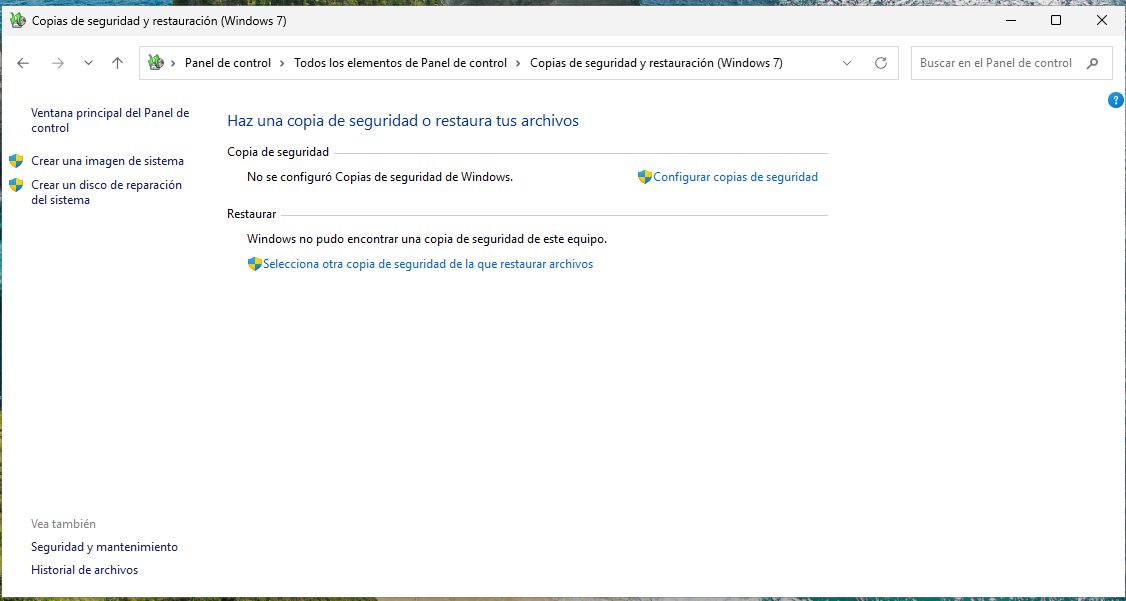 Copias de seguridad y restauración (Windows 7)
Panel de control > Todos los elementos de Panel de control > Copias de seguridad y restauración (Windows 7)
Buscar en el Panel de control
?
Ventana principal del Panel de
control
Crear una imagen de sistema
Crear un disco de reparación
del sistema
Haz una copia de seguridad o restaura tus archivos
Copia de seguridad
No se configuró Copias de seguridad de Windows.
Configurar copias de seguridad
Restaurar
Windows no pudo encontrar una copia de seguridad de este equipo.
Selecciona otra copia de seguridad de la que restaurar archivos
Vea también
Seguridad y mantenimiento
Historial de archivos